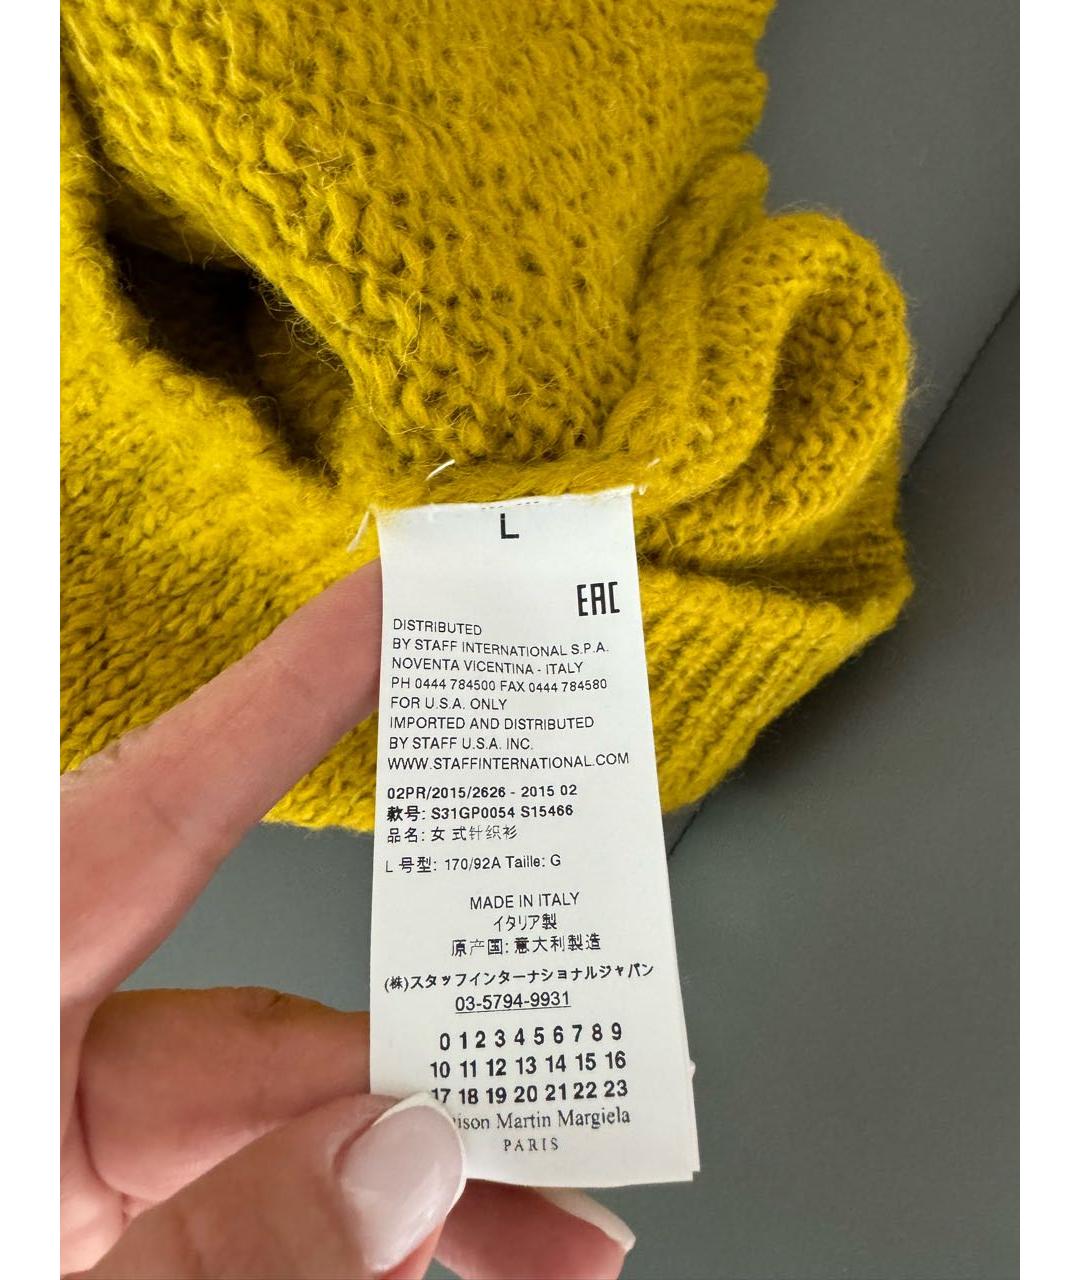 L
EAC
DISTRIBUTED
BY STAFF INTERNATIONAL S.P.A.
NOVENTA VICENTINA - ITALY
PH 0444 784500 FAX 0444 784580
FOR U.S.A. ONLY
IMPORTED AND DISTRIBUTED
BY STAFF U.S.A. INC.
WWW.STAFFINTERNATIONAL.COM
02PR/2015/2626 - 2015 02
款号: S31GP0054 S15466
品名: 女式针织衫
L 号型: 170/92A Taille: G
MADE IN ITALY
イタリア製
原产国: 意大利製造
(株)スタッフインターナショナルジャパン
03-5794-9931
0 1 2 3 4 5 6 7 8 9
10 11 12 13 14 15 16
17 18 19 20 21 22 23
Martin Margiela
PARIS